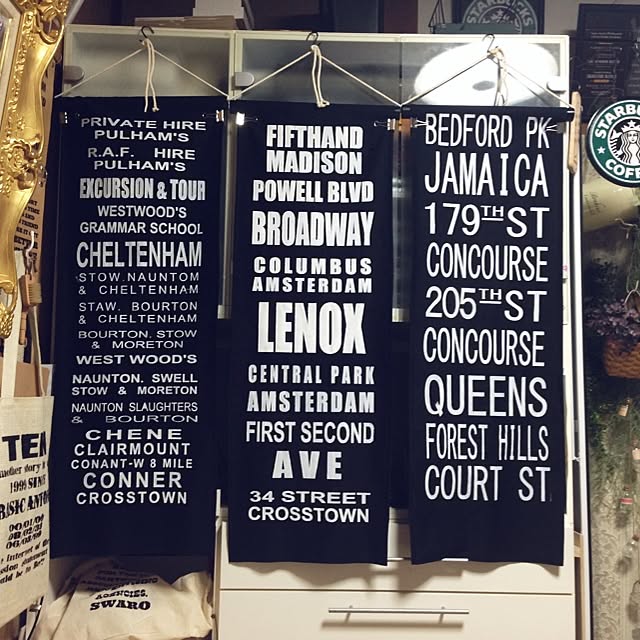 PRIVATE HIRE
PULHAM'S
R.A.F. HIRE
PULHAM'S
EXCURSION & TOUR
WESTWOOD'S
GRAMMAR SCHOOL
CHELTENHAM
STOW.NAUNTOM
& CHELTENHAM
STAW. BOURTON
& CHELTENHAM
BOURTON. STOW
& MORETON
WEST WOOD'S
NAUNTON. SWELL
STOW & MORETON
NAUNTON SLAUGHTERS
& BOURTON
CHENE
CLAIRMOUNT
CONANT-W 8 MILE
CONNER
CROSSTOWN
FIFTHAND
MADISON
POWELL BLVD
BROADWAY
COLUMBUS
AMSTERDAM
LENOX
CENTRAL PARK
AMSTERDAM
FIRST SECOND
AVE
34 STREET
CROSSTOWN
BEDFORD PK
JAMAICA
179TH ST
CONCOURSE
205TH ST
CONCOURSE
QUEENS
FOREST HILLS
COURT ST.
STARBUCKS
STARB
COFF
TEN
SWARO